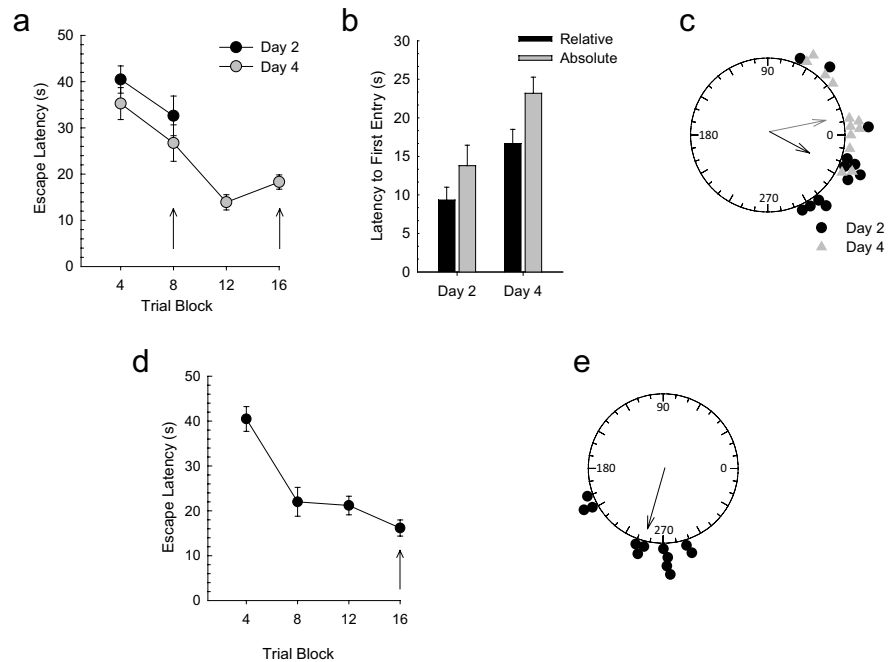 a
50
40
30
20
10
0
Escape Latency (s)
Day 2
Day 4
4
8
12
16
Trial Block
b
30
25
20
15
10
5
0
Latency to First Entry (s)
Relative
Absolute
Day 2
Day 4
c
90
180
0
270
Day 2
Day 4
d
50
40
30
20
10
0
Escape Latency (s)
4
8
12
16
Trial Block
e
90
180
0
270